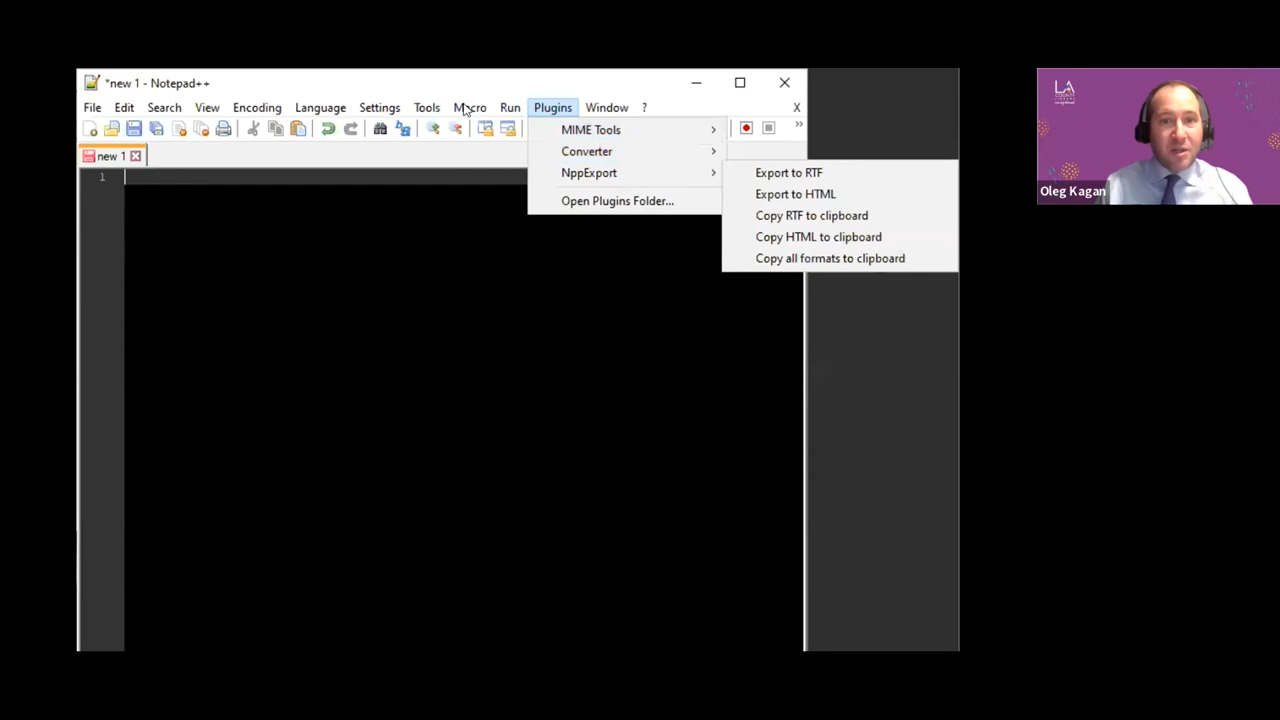 *new 1 - Notepad++
File Edit Search View Encoding Language Settings Tools Macro Run Plugins Window ? X
new 1
1
MIME Tools
Converter
NppExport
Open Plugins Folder...
Export to RTF
Export to HTML
Copy RTF to clipboard
Copy HTML to clipboard
Copy all formats to clipboard
LA
Oleg Kagan